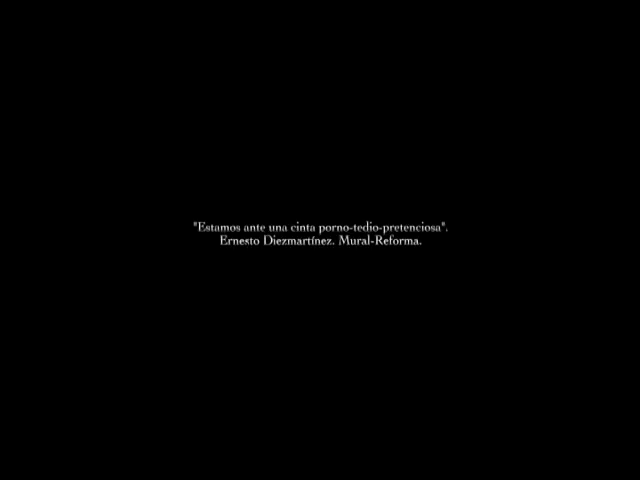 "Estamos ante una cinta porno-tedio-pretenciosa".
Ernesto Diezmartínez. Mural-Reforma.